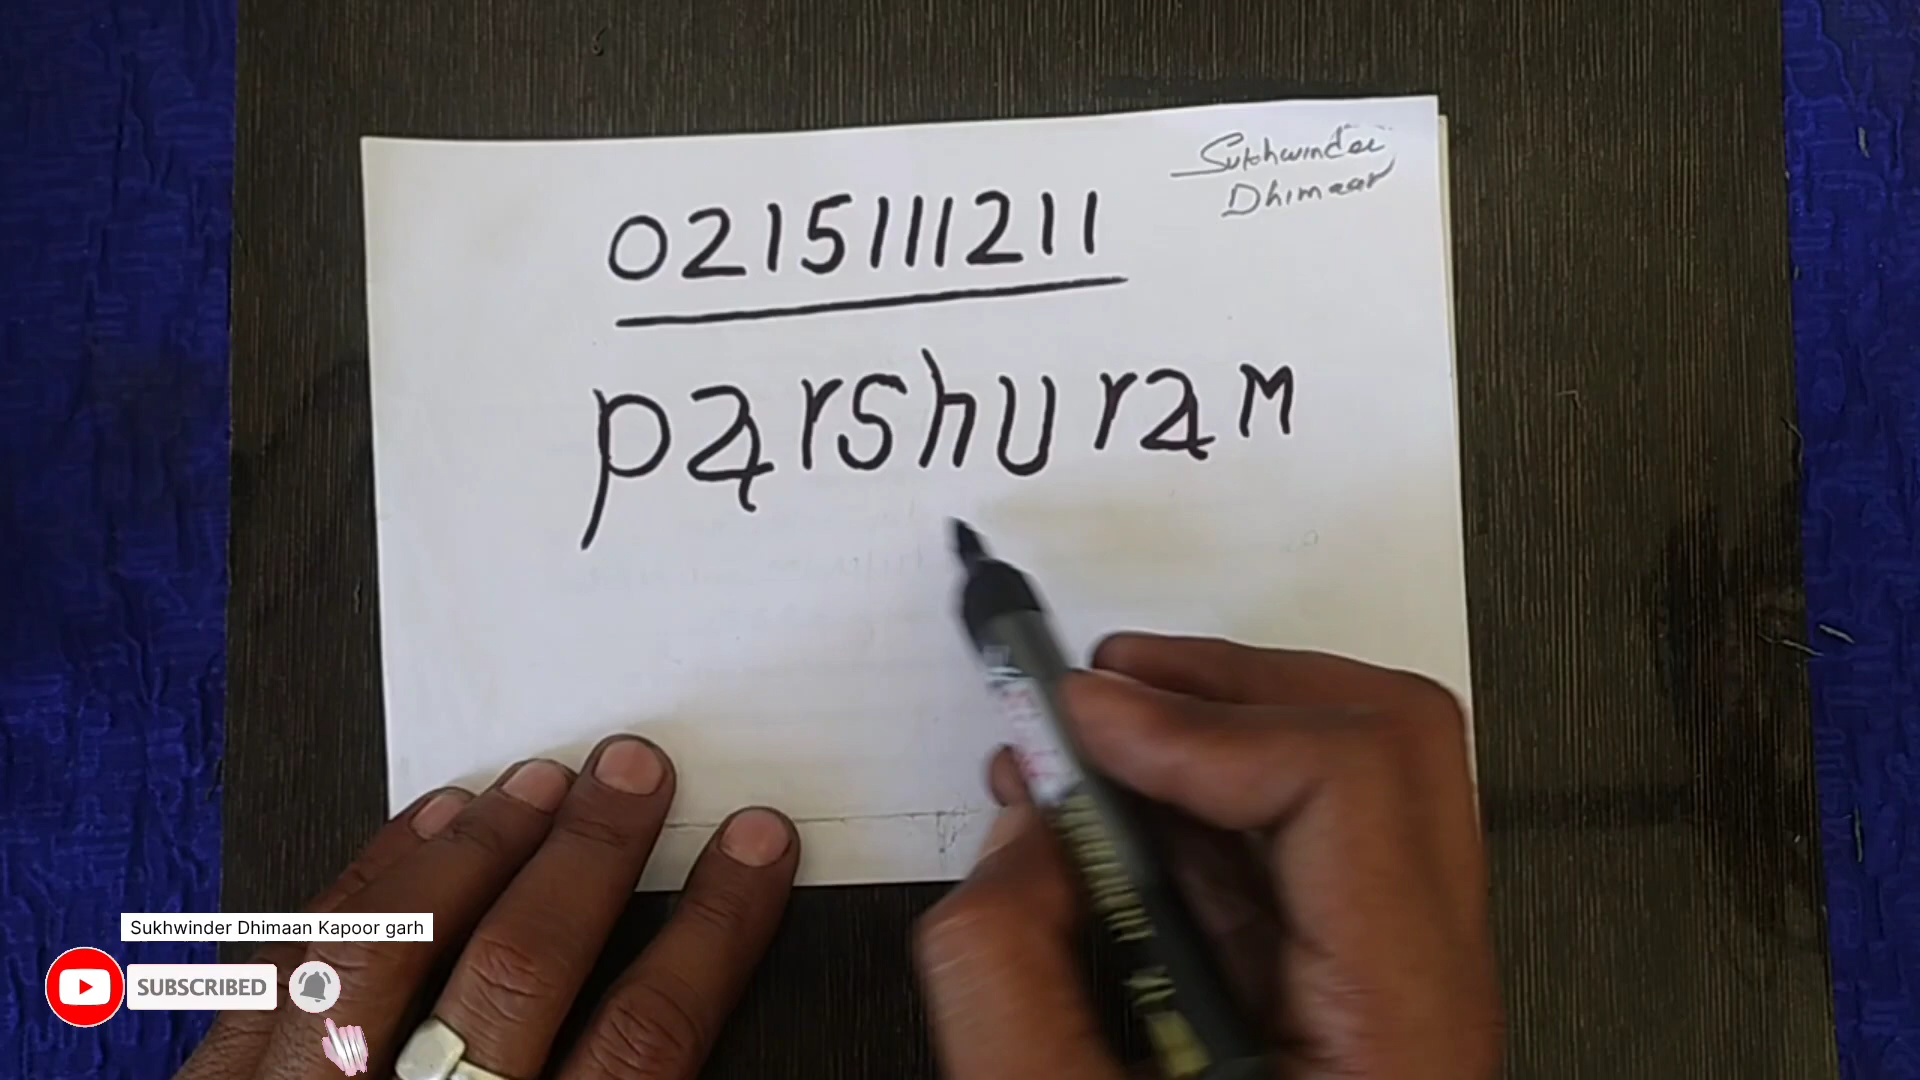 Sukhwinder
Dhimaan
0215111211
parshuram
Sukhwinder Dhimaan Kapoor garh
SUBSCRIBED